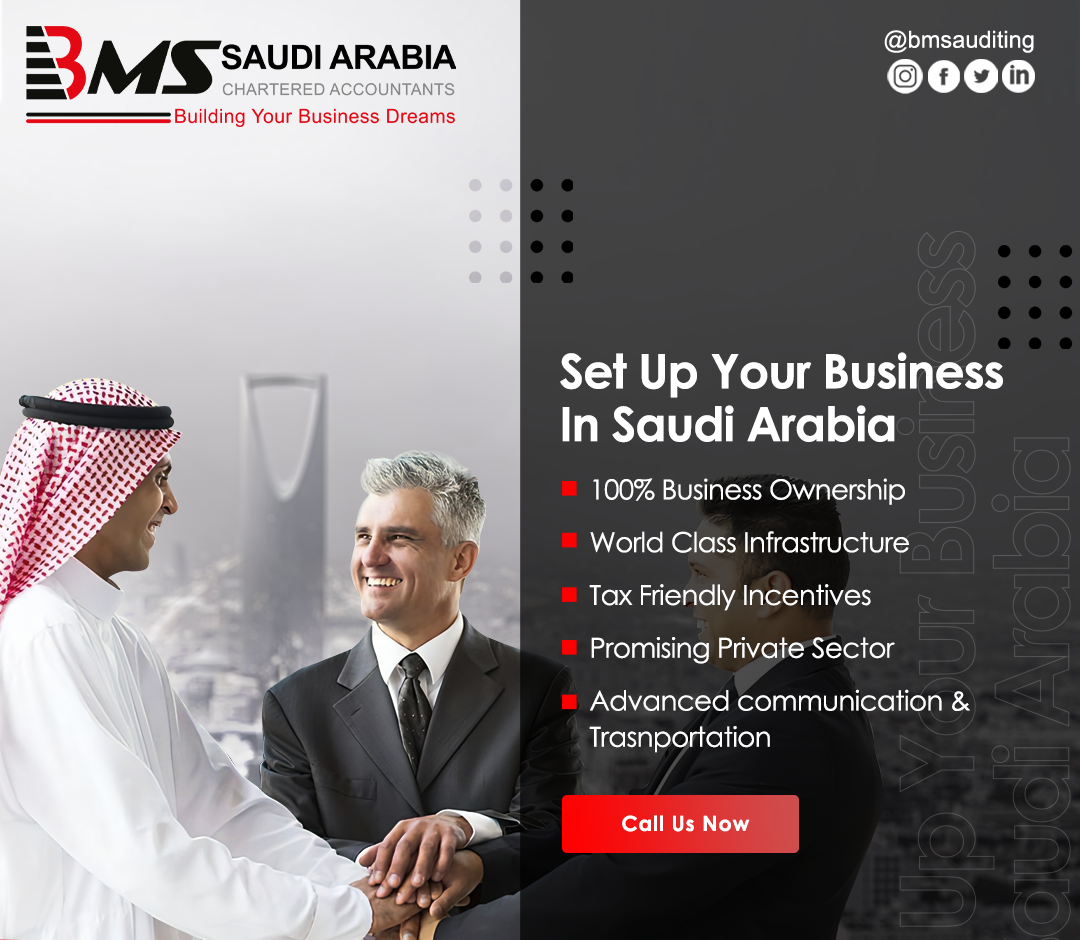 BMS SAUDI ARABIA
CHARTERED ACCOUNTANTS
Building Your Business Dreams
@bmsauditing
Set Up Your Business
In Saudi Arabia
100% Business Ownership
World Class Infrastructure
Tax Friendly Incentives
Promising Private Sector
Advanced communication &
Trasnportation
Call Us Now
Up Your Business
audi Arabia